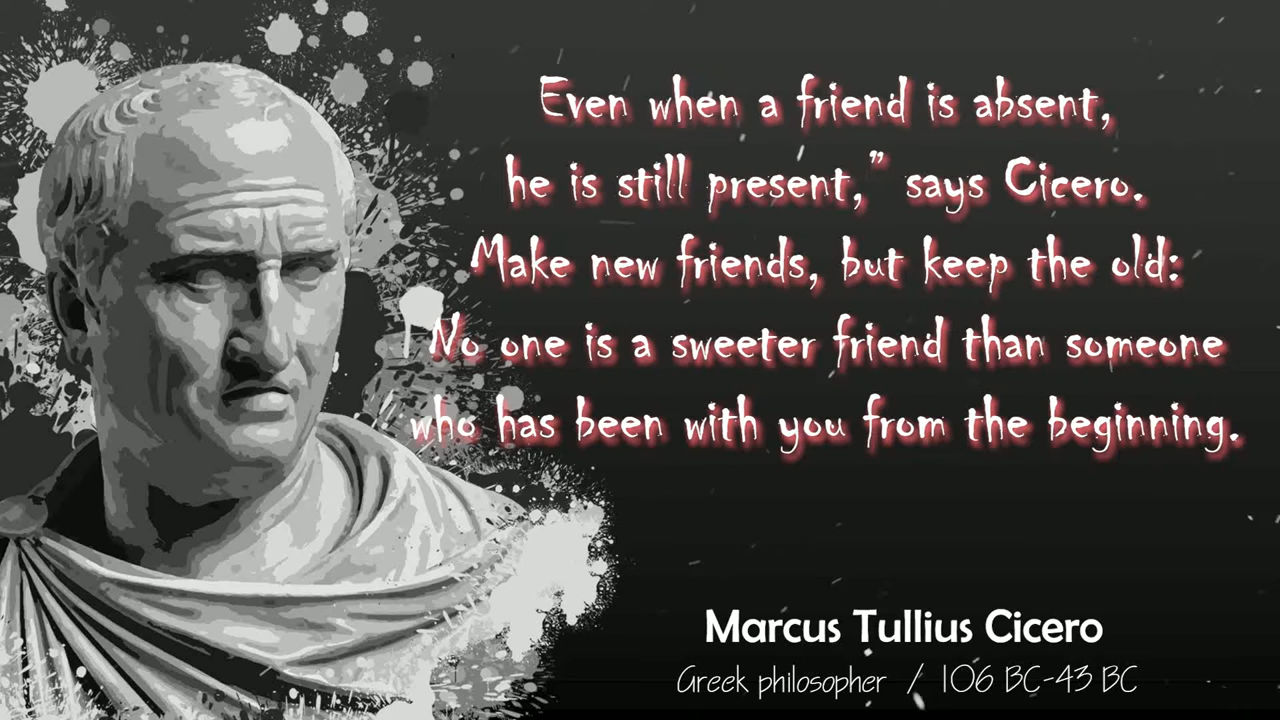 Even when a friend is absent,
he is still present,” says Cicero.
Make new friends, but keep the old:
No one is a sweeter friend than someone
who has been with you from the beginning.
Marcus Tullius Cicero
Greek philosopher / 106 BC-43 BC